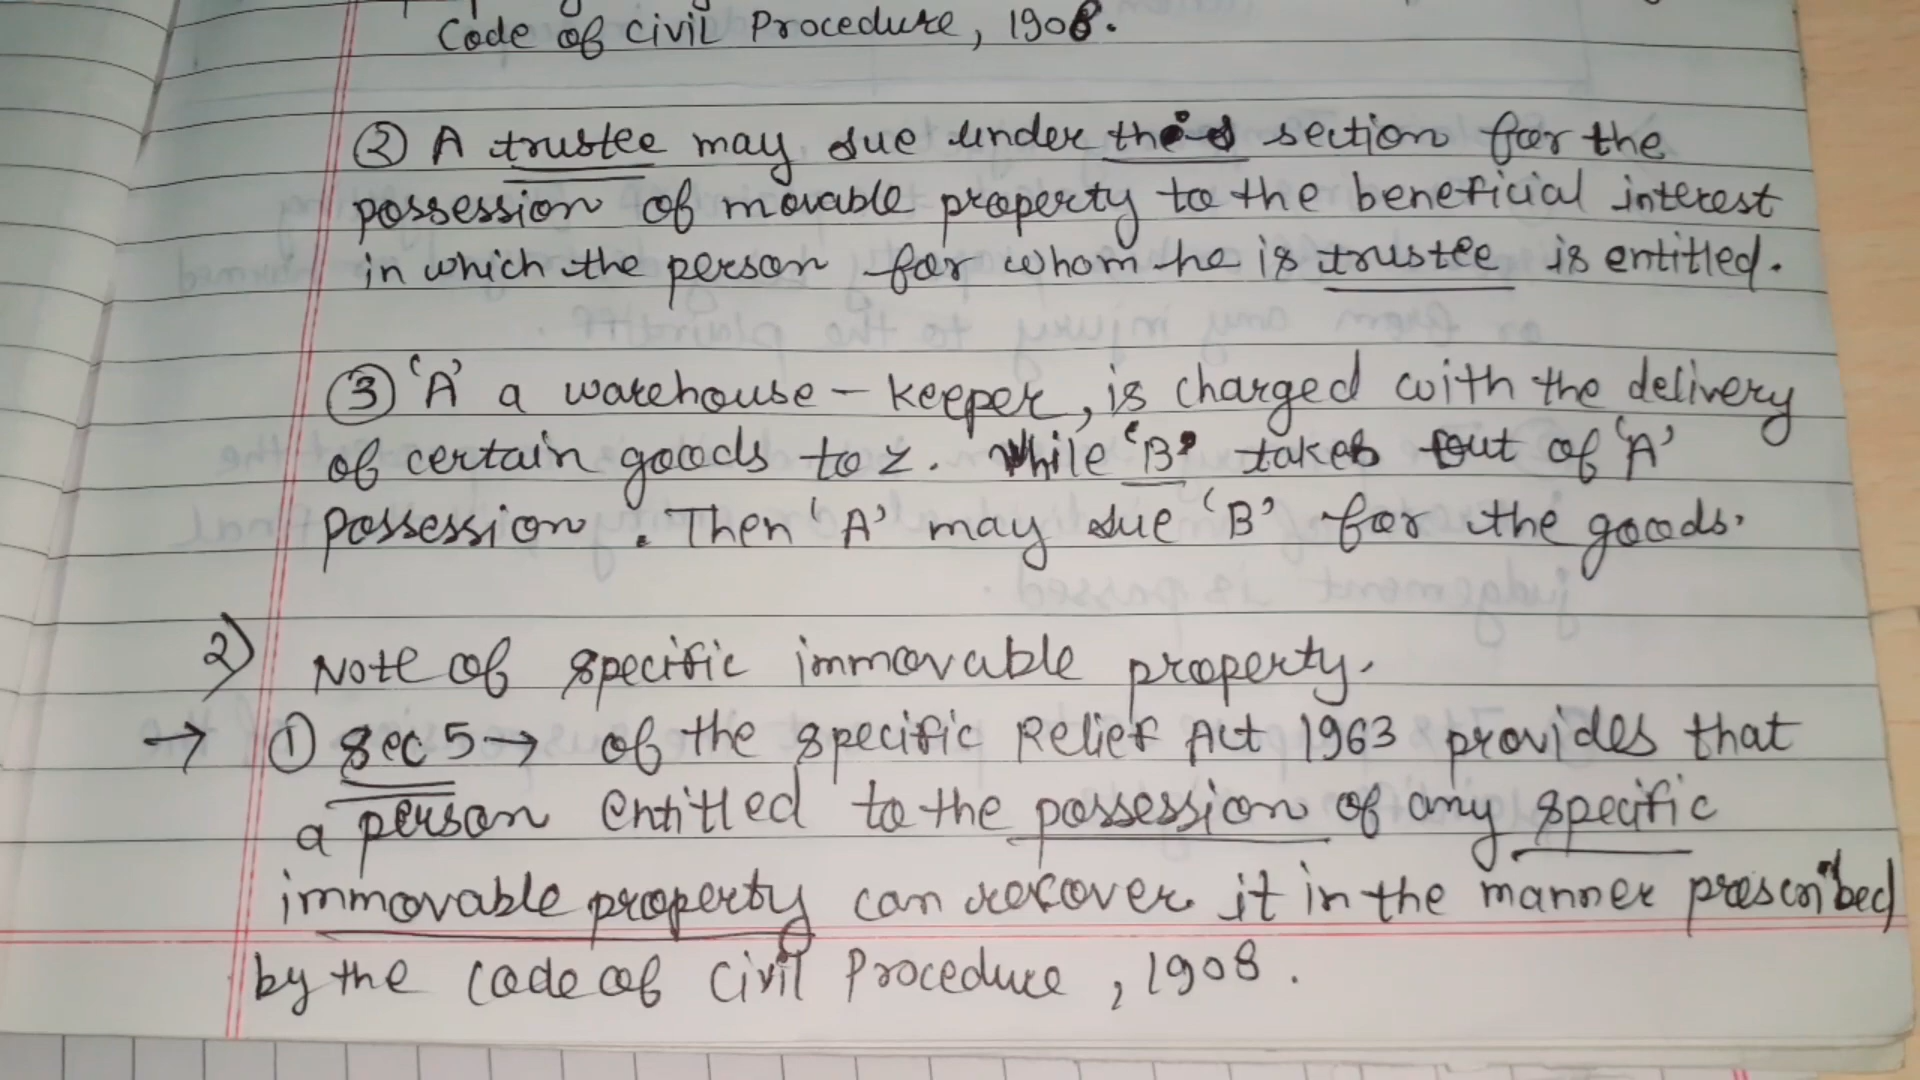 Code of Civil Procedure, 1908.
② A trustee may sue under this section for the
possession of movable property to the beneficial interest
in which the person for whom he is trustee is entitled.
③ 'A' a warehouse - keeper, is charged with the delivery
of certain goods to z. While 'B' takes out of 'A'
possession. Then 'A' may sue 'B' for the goods.
2) Note of specific immovable property.
→ ① Sec 5 → of the specific Relief Act 1963 provides that
a person entitled to the possession of any specific
immovable property can recover it in the manner prescribed
by the Code of Civil Procedure, 1908.